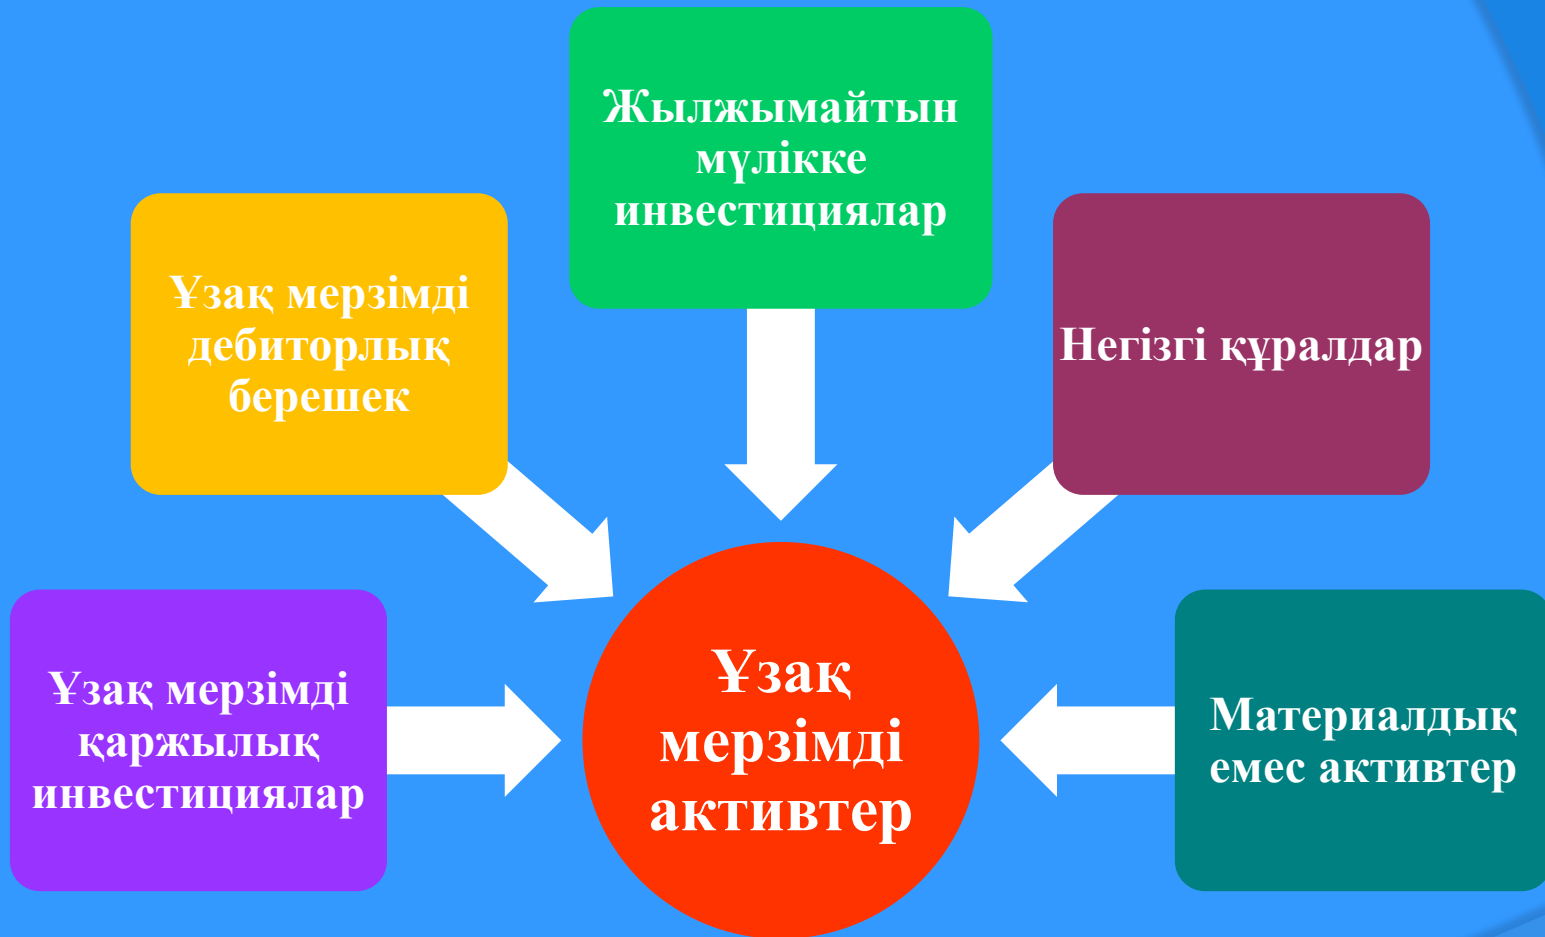 Жылжымайтын
мүлікке
инвестициялар
Ұзақ мерзімді
дебиторлық
берешек
Негізгі құралдар
Ұзақ мерзімді
қаржылық
инвестициялар
Ұзақ
мерзімді
активтер
Материалдық
емес активтер